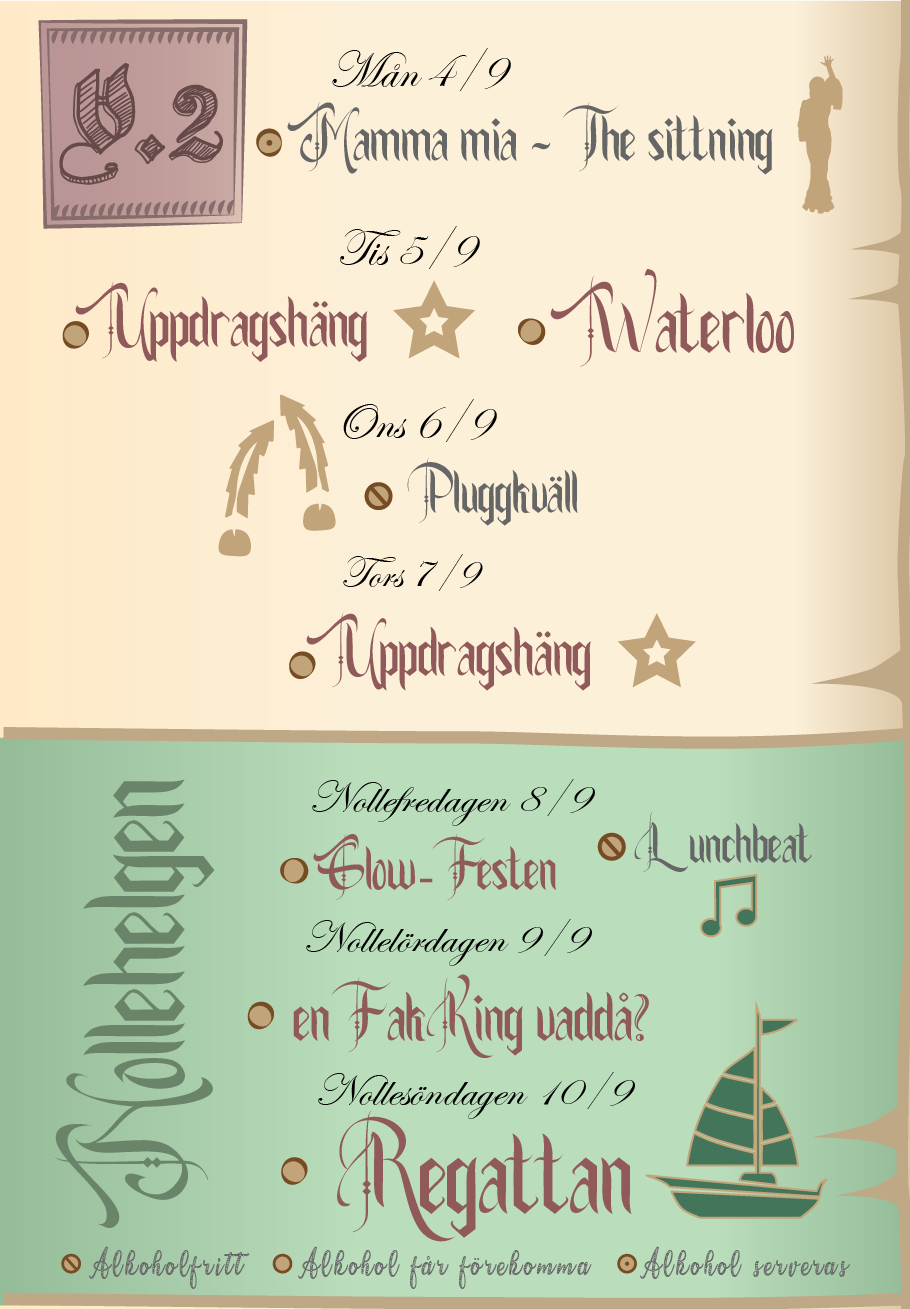 V.2
Mån 4/9
Mamma mia - The sittning
Tis 5/9
Uppdragshäng
Waterloo
Ons 6/9
Pluggkväll
Tors 7/9
Uppdragshäng
Nollehelgen
Nollefredagen 8/9
Glow-Festen
Lunchbeat
Nollelördagen 9/9
en FakKing vaddå?
Nollesöndagen 10/9
Regattan
Alkoholfritt
Alkohol får förekomma
Alkohol serveras